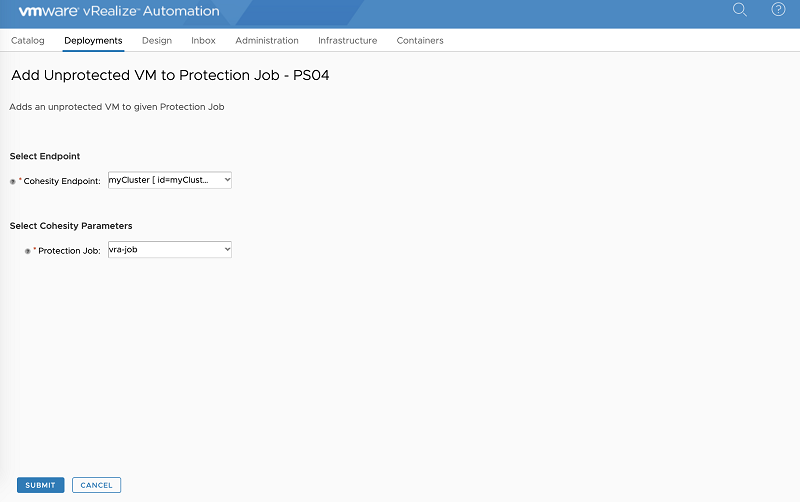 vmware® vRealize™ Automation
Catalog Deployments Design Inbox Administration Infrastructure Containers
Add Unprotected VM to Protection Job - PS04
Adds an unprotected VM to given Protection Job
Select Endpoint
* Cohesity Endpoint: myCluster [ id=myClust...
Select Cohesity Parameters
* Protection Job: vra-job
SUBMIT CANCEL